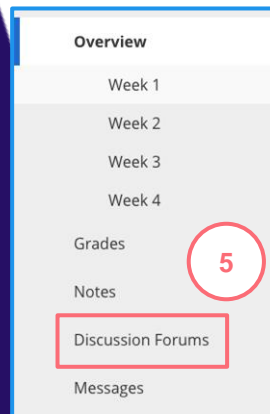 Overview
Week 1
Week 2
Week 3
Week 4
Grades
5
Notes
Discussion Forums
Messages